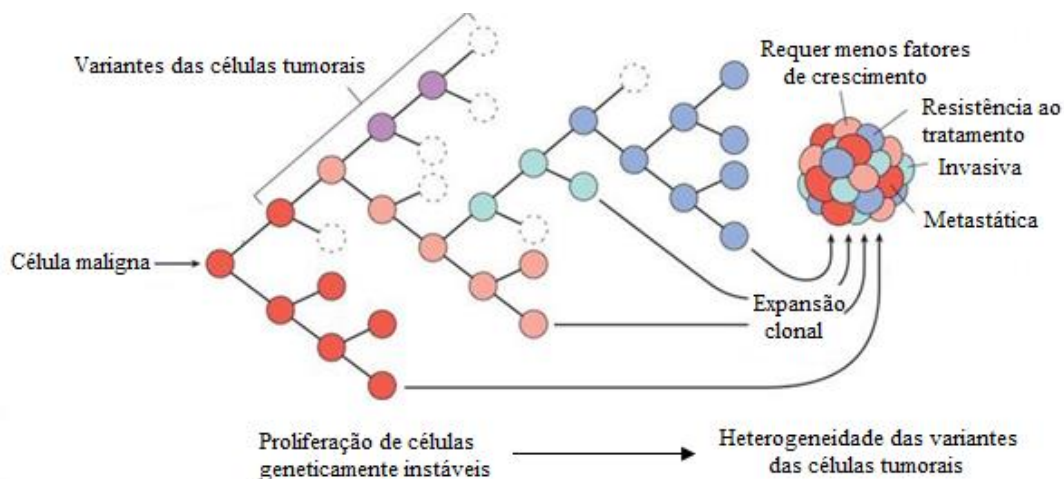 Variantes das células tumorais
Requer menos fatores
de crescimento
Resistência ao
tratamento
Invasiva
Metastática
Célula maligna
Expansão
clonal
Proliferação de células
geneticamente instáveis
Heterogeneidade das variantes
das células tumorais